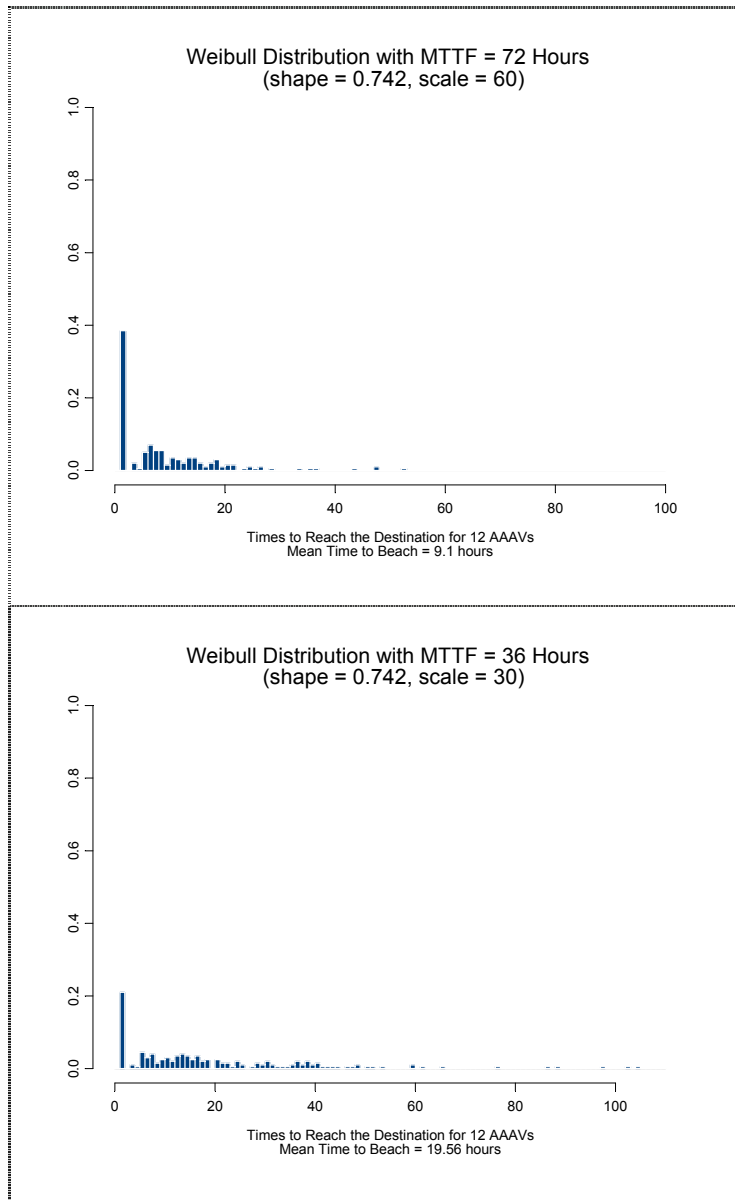 Weibull Distribution with MTTF = 72 Hours
(shape = 0.742, scale = 60)
1.0
0.8
0.6
0.4
0.2
0.0
0 20 40 60 80 100
Times to Reach the Destination for 12 AAAVs
Mean Time to Beach = 9.1 hours
Weibull Distribution with MTTF = 36 Hours
(shape = 0.742, scale = 30)
1.0
0.8
0.6
0.4
0.2
0.0
0 20 40 60 80 100
Times to Reach the Destination for 12 AAAVs
Mean Time to Beach = 19.56 hours